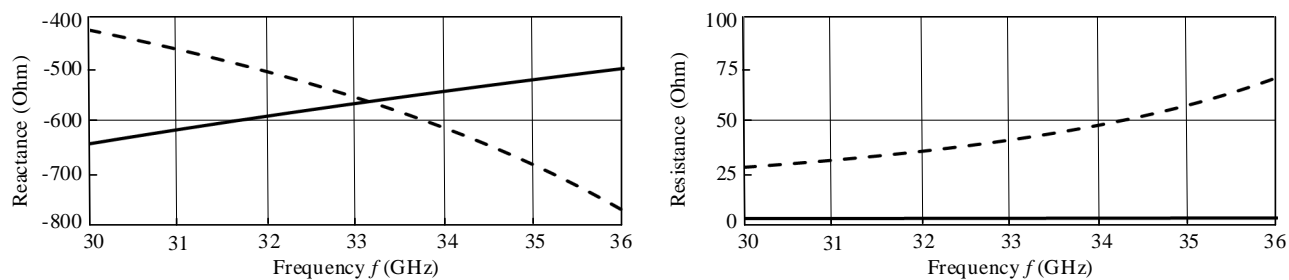 Reactance (Ohm)
-400
-500
-600
-700
-800
30 31 32 33 34 35 36
Frequency f (GHz)
Resistance (Ohm)
100
75
50
25
0
30 31 32 33 34 35 36
Frequency f (GHz)